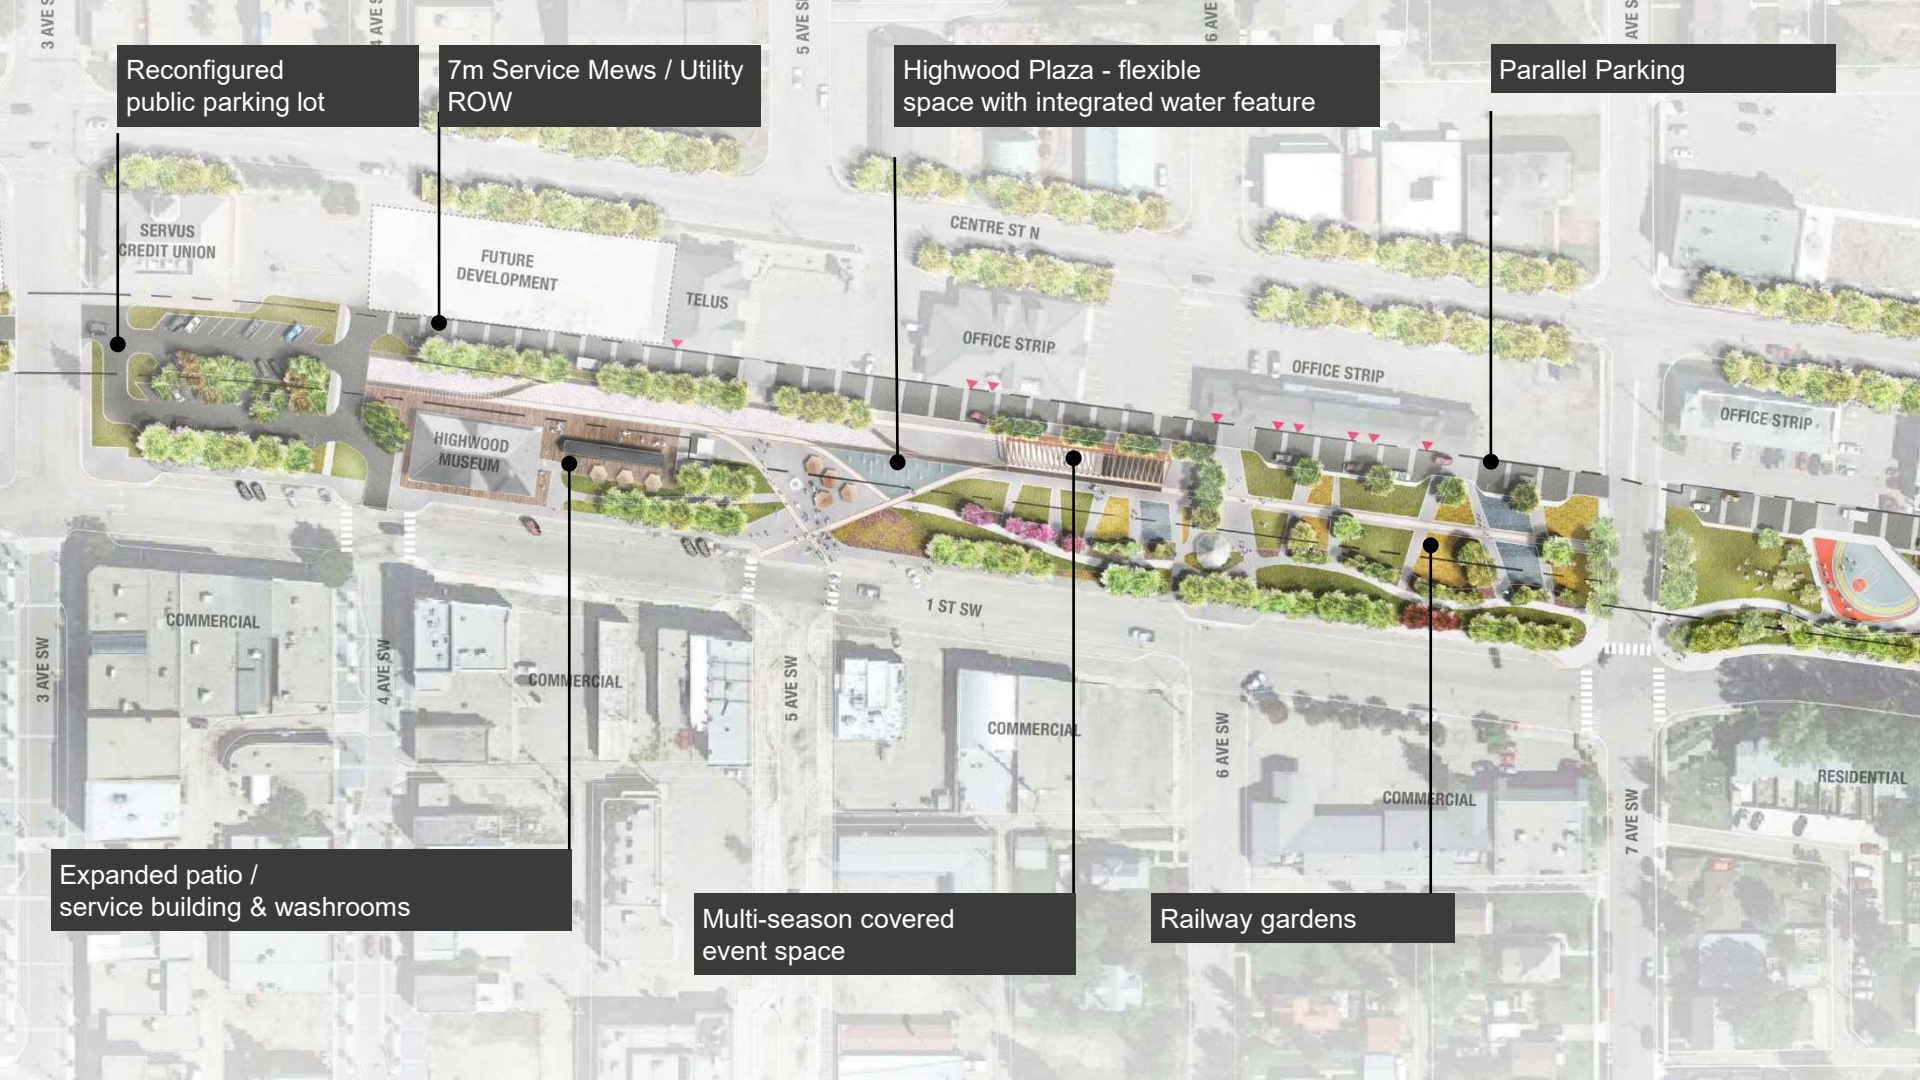 3 AVE S
4 AVE S
5 AVE S
6 AVE
AVE S
Reconfigured
public parking lot
7m Service Mews / Utility
ROW
Highwood Plaza - flexible
space with integrated water feature
Parallel Parking
SERVUS
CREDIT UNION
FUTURE
DEVELOPMENT
TELUS
CENTRE ST N
OFFICE STRIP
OFFICE STRIP
OFFICE STRIP
HIGHWOOD
MUSEUM
1 ST SW
COMMERCIAL
COMMERCIAL
COMMERCIAL
COMMERCIAL
RESIDENTIAL
3 AVE SW
4 AVE SW
5 AVE SW
6 AVE SW
7 AVE SW
Expanded patio /
service building & washrooms
Multi-season covered
event space
Railway gardens